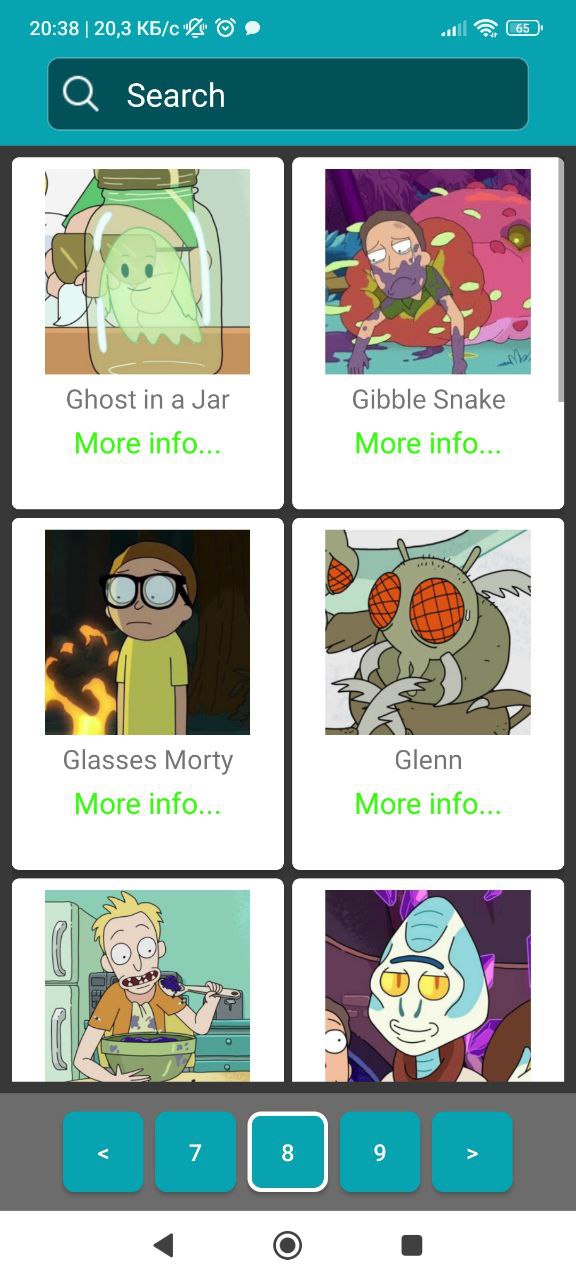 20:38 | 20,3 КБ/с
65
Search
Ghost in a Jar
Gibble Snake
More info...
More info...
Glasses Morty
Glenn
More info...
More info...
<
7
8
9
>